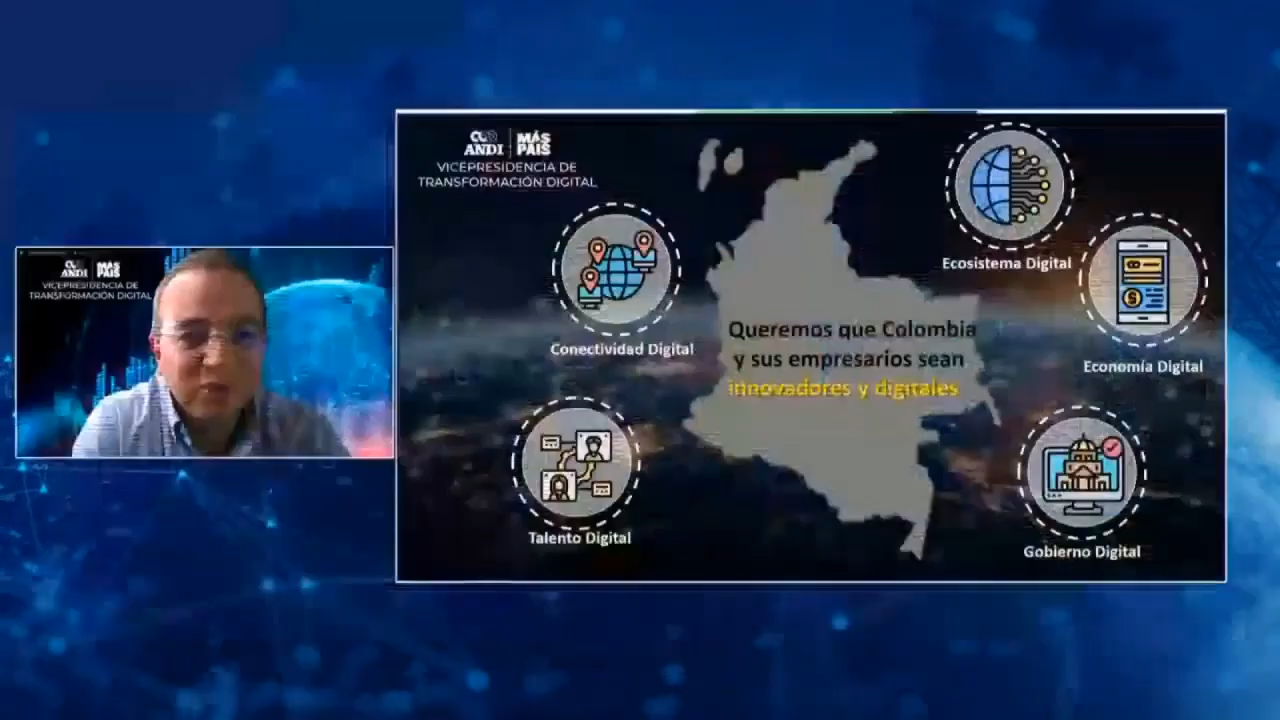 ANDI
MÁS
PAÍS
VICEPRESIDENCIA DE
TRANSFORMACIÓN DIGITAL
ANDI
MÁS
PAÍS
VICEPRESIDENCIA DE
TRANSFORMACIÓN DIGITAL
Ecosistema Digital
Conectividad Digital
Queremos que Colombia
y sus empresarios sean
innovadores y digitales
Economía Digital
Talento Digital
Gobierno Digital